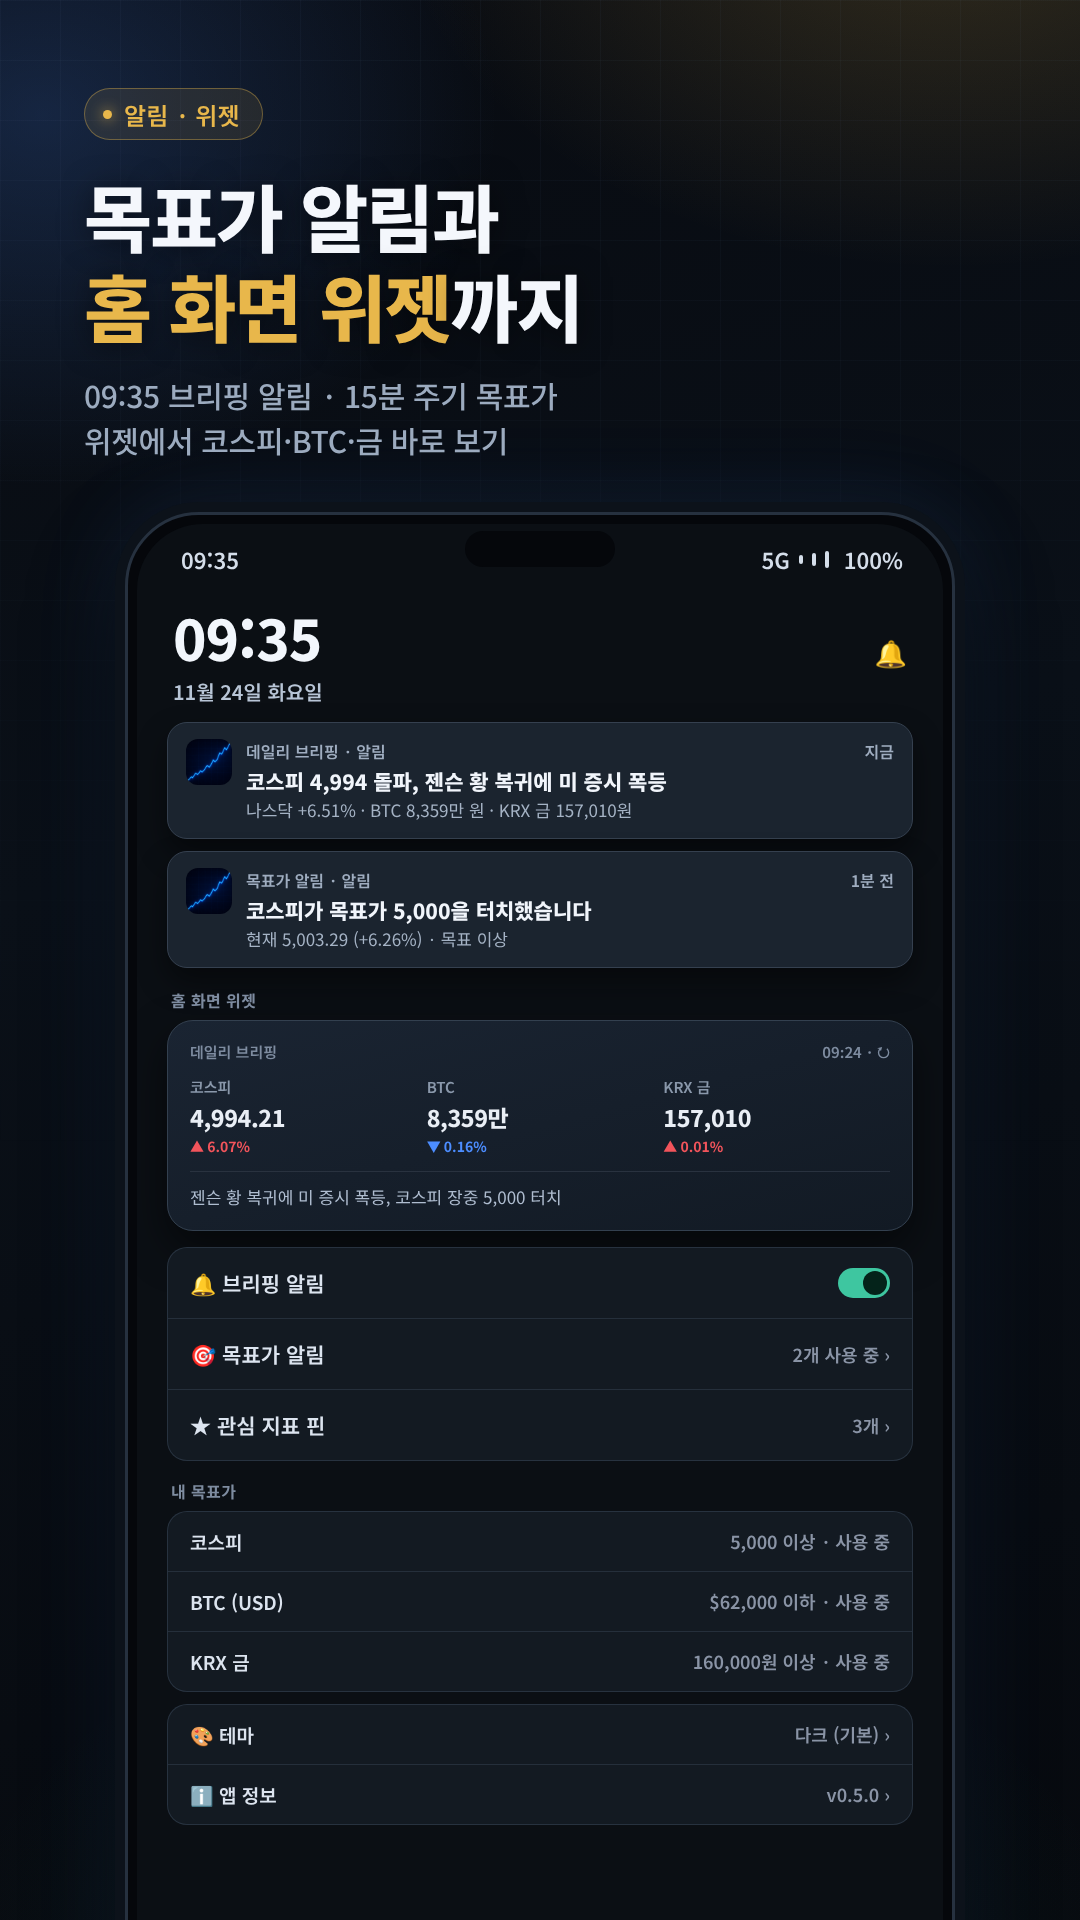 알림 · 위젯
목표가 알림과
홈 화면 위젯까지
09:35 브리핑 알림 · 15분 주기 목표가
위젯에서 코스피·BTC·금 바로 보기
09:35
5G 100%
09:35
11월 24일 화요일
데일리 브리핑 · 알림 지금
코스피 4,994 돌파, 젠슨 황 복귀에 미 증시 폭등
나스닥 +6.51% · BTC 8,359만 원 · KRX 금 157,010원
목표가 알림 · 알림 1분 전
코스피가 목표가 5,000을 터치했습니다
현재 5,003.29 (+6.26%) · 목표 이상
홈 화면 위젯
데일리 브리핑 09:24 · ↻
코스피 BTC KRX 금
4,994.21 8,359만 157,010
▲ 6.07% ▼ 0.16% ▲ 0.01%
젠슨 황 복귀에 미 증시 폭등, 코스피 장중 5,000 터치
🔔 브리핑 알림
🎯 목표가 알림 2개 사용 중 ›
★ 관심 지표 핀 3개 ›
내 목표가
코스피 5,000 이상 · 사용 중
BTC (USD) $62,000 이하 · 사용 중
KRX 금 160,000원 이상 · 사용 중
🎨 테마 다크 (기본) ›
ℹ️ 앱 정보 v0.5.0 ›